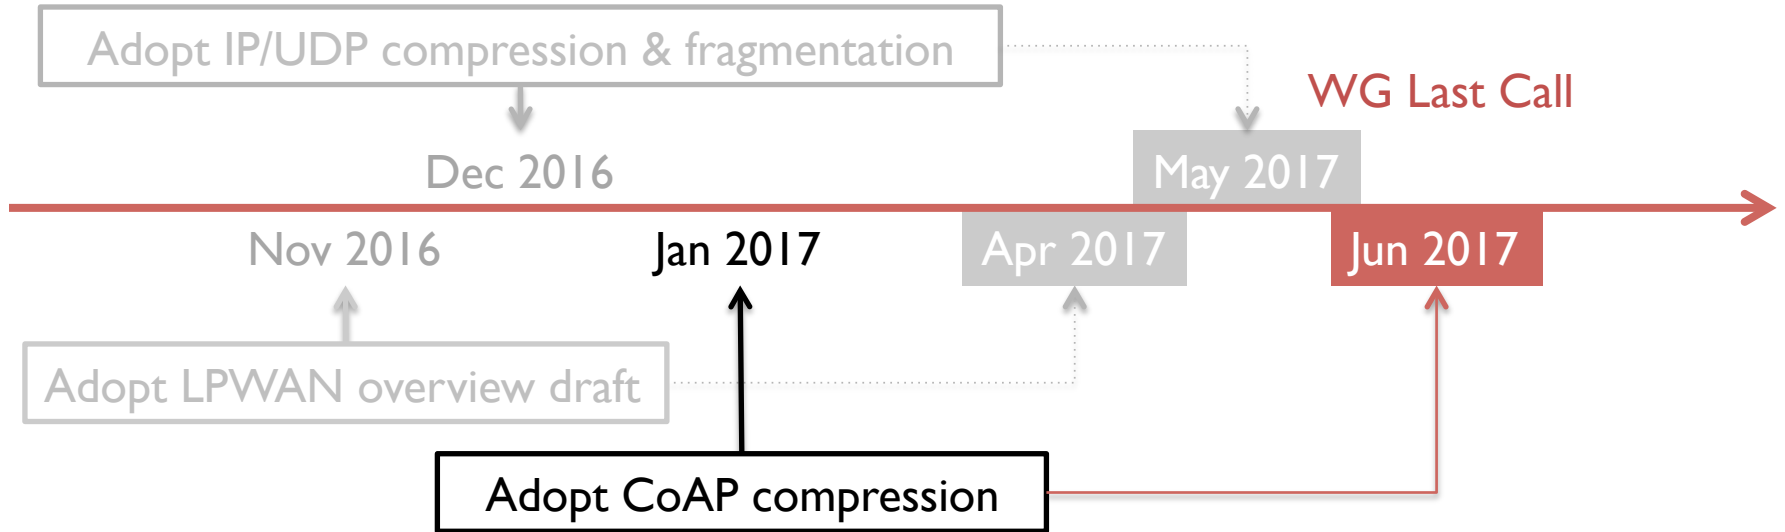 Adopt IP/UDP compression & fragmentation
WG Last Call
Dec 2016
May 2017
Nov 2016
Jan 2017
Apr 2017
Jun 2017
Adopt LPWAN overview draft
Adopt CoAP compression